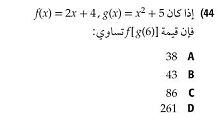 44) إذا كان f(x) = 2x + 4 , g(x) = x² + 5
فإن قيمة f[g(6)] تساوي:
38 A
43 B
86 C
261 D